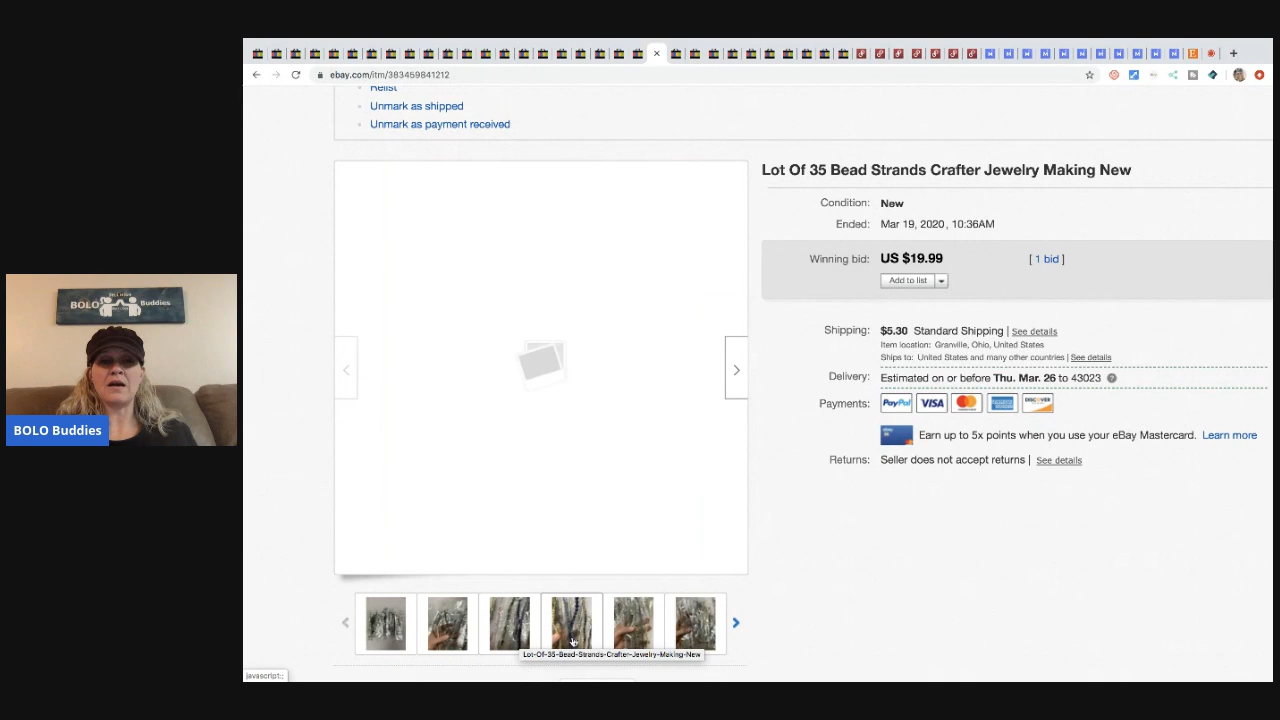 ebay.com/itm/383459841212
Relist
Unmark as shipped
Unmark as payment received
Lot Of 35 Bead Strands Crafter Jewelry Making New
Condition: New
Ended: Mar 19, 2020 , 10:36AM
Winning bid: US $19.99 [ 1 bid ]
Add to list
Shipping: $5.30 Standard Shipping | See details
Item location: Granville, Ohio, United States
Ships to: United States and many other countries | See details
Delivery: Estimated on or before Thu. Mar. 26 to 43023
Payments: PayPal VISA MasterCard DISCOVER
Earn up to 5x points when you use your eBay Mastercard. Learn more
Returns: Seller does not accept returns | See details
BOLO Buddies
BOLO Buddies
Lot-Of-35-Bead-Strands-Crafter-Jewelry-Making-New
javascript:;